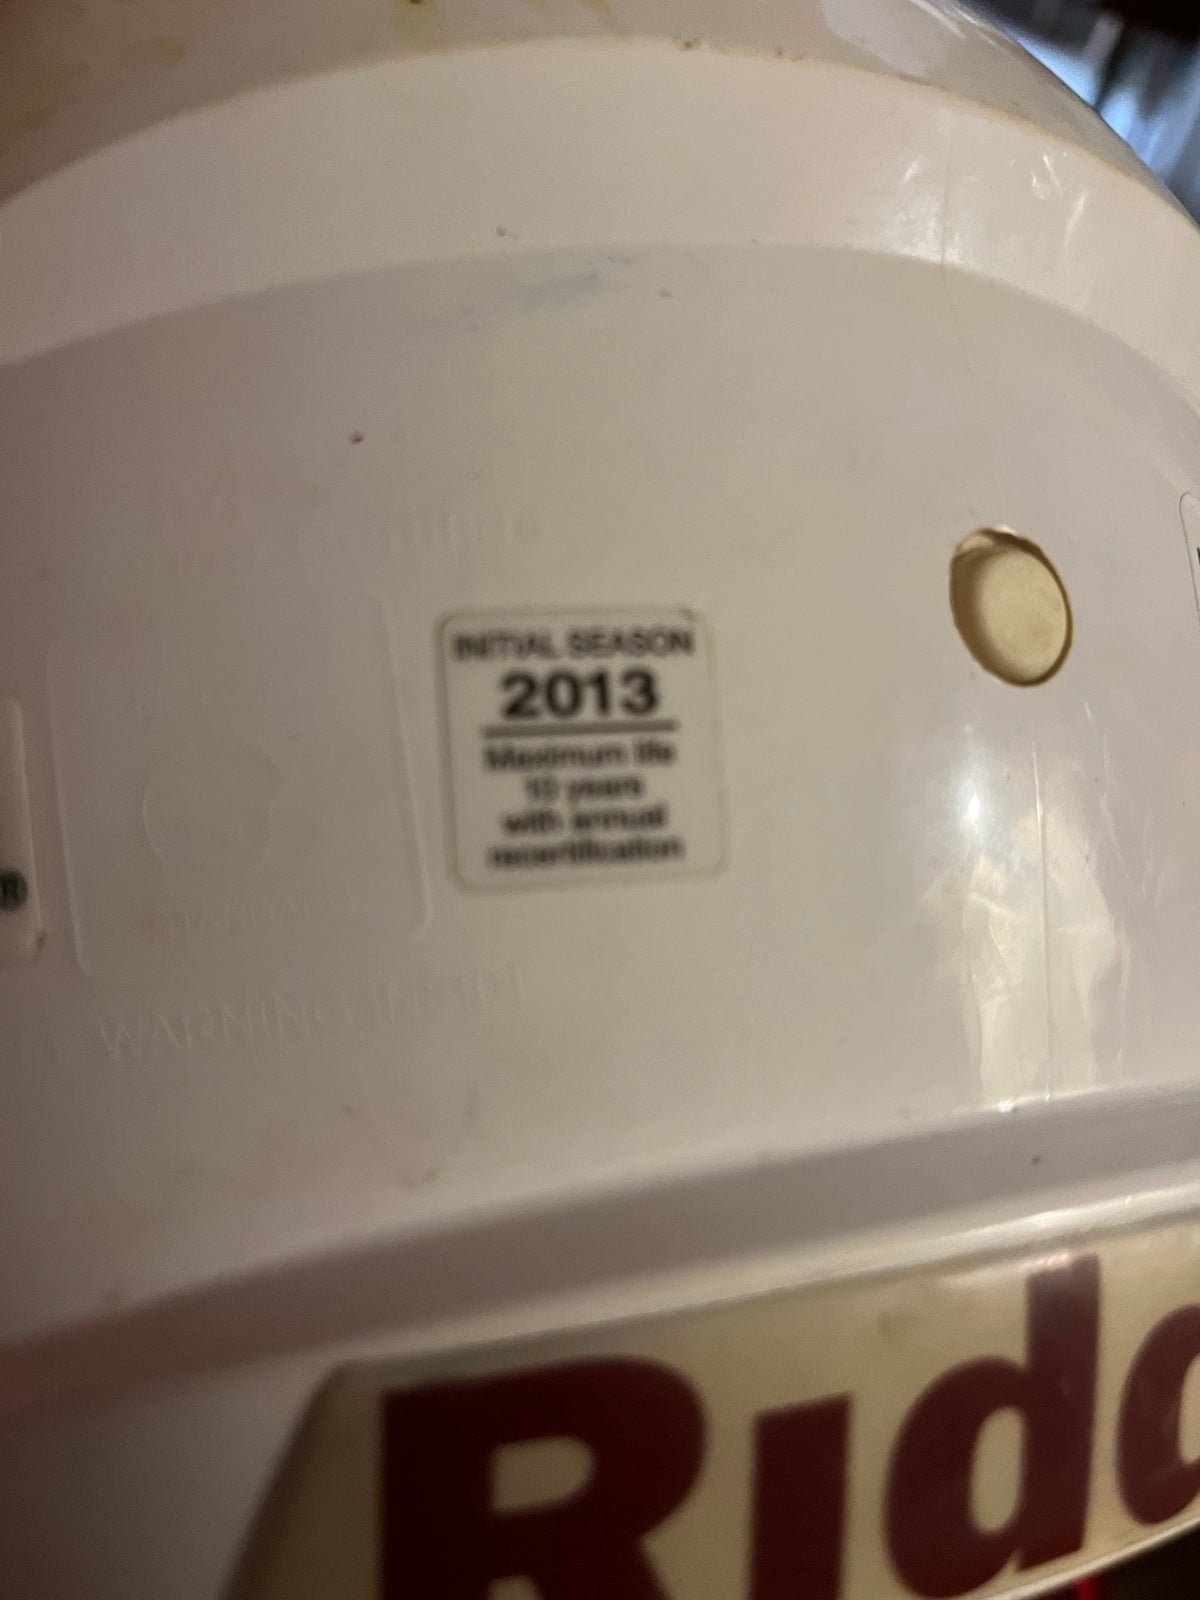 INITIAL SEASON
2013
Maximum life
10 years
with annual
recertification
®
WARNING INSIDE
Ridd